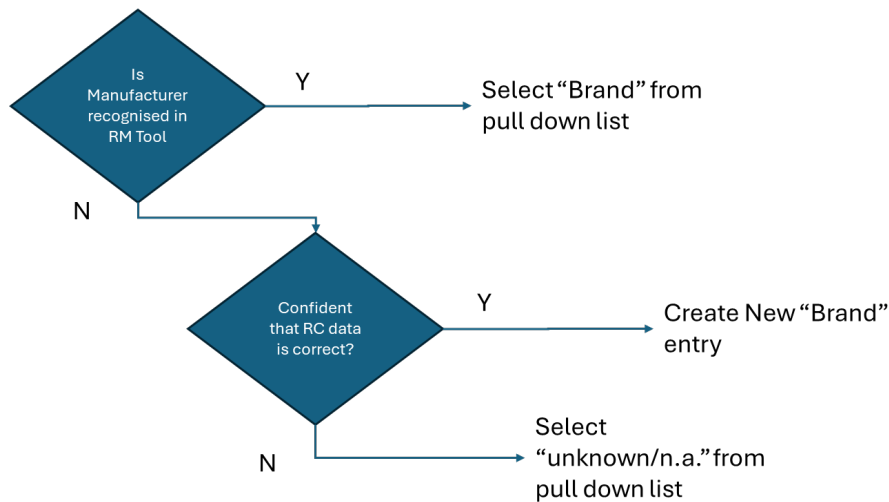 Is
Manufacturer
recognised in
RM Tool
Y
Select “Brand” from
pull down list
N
Confident
that RC data
is correct?
Y
Create New “Brand”
entry
N
Select
“unknown/n.a.” from
pull down list